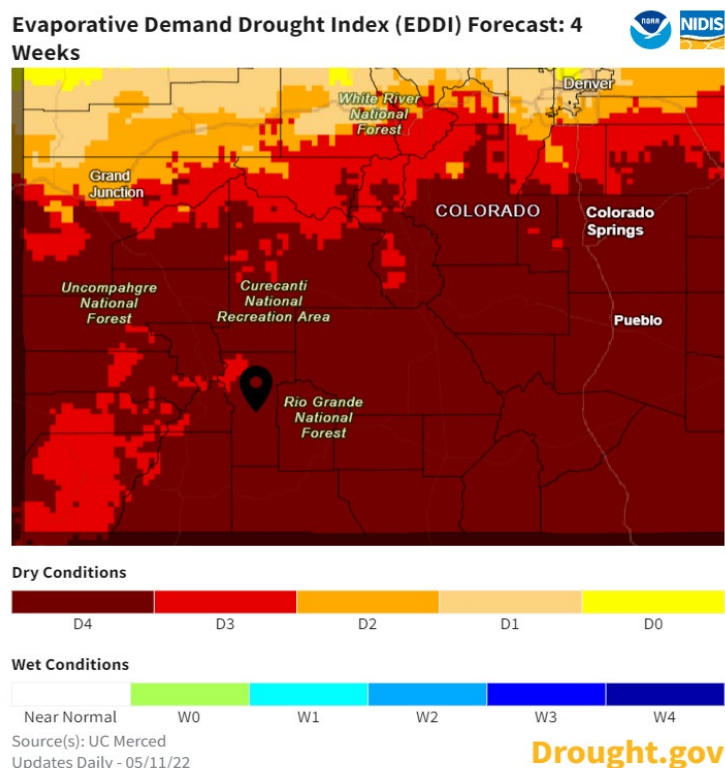 Evaporative Demand Drought Index (EDDI) Forecast: 4
Weeks
NOAA
NIDIS
Denver
White River
National
Forest
Grand
Junction
COLORADO
Colorado
Springs
Uncompahgre
National
Forest
Curecanti
National
Recreation Area
Pueblo
Rio Grande
National
Forest
Dry Conditions
D4 D3 D2 D1 D0
Wet Conditions
Near Normal W0 W1 W2 W3 W4
Source(s): UC Merced
Updates Daily - 05/11/22
Drought.gov